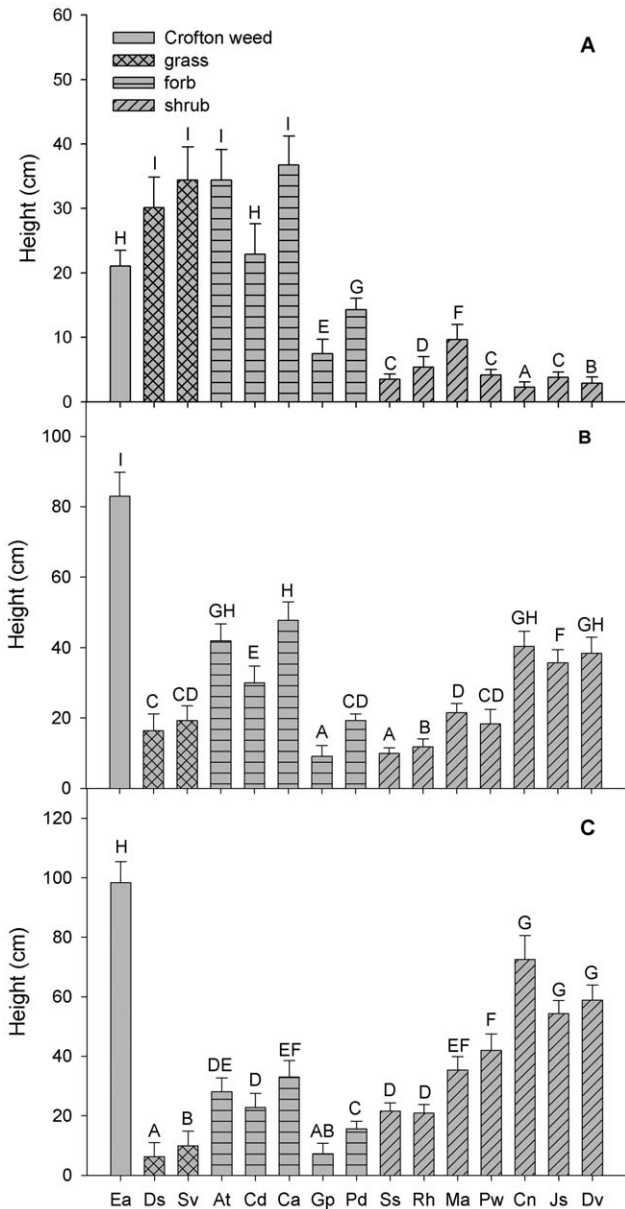 60
50
40
30
20
10
0
Height (cm)
Crofton weed
grass
forb
shrub
A
H I I I H I E G C D F C A C B
100
80
60
40
20
0
Height (cm)
B
I C CD GH E H A CD A B D CD GH F GH
120
100
80
60
40
20
0
Height (cm)
C
H A B DE D EF AB C D D EF F G G G
Ea Ds Sv At Cd Ca Gp Pd Ss Rh Ma Pw Cn Js Dv